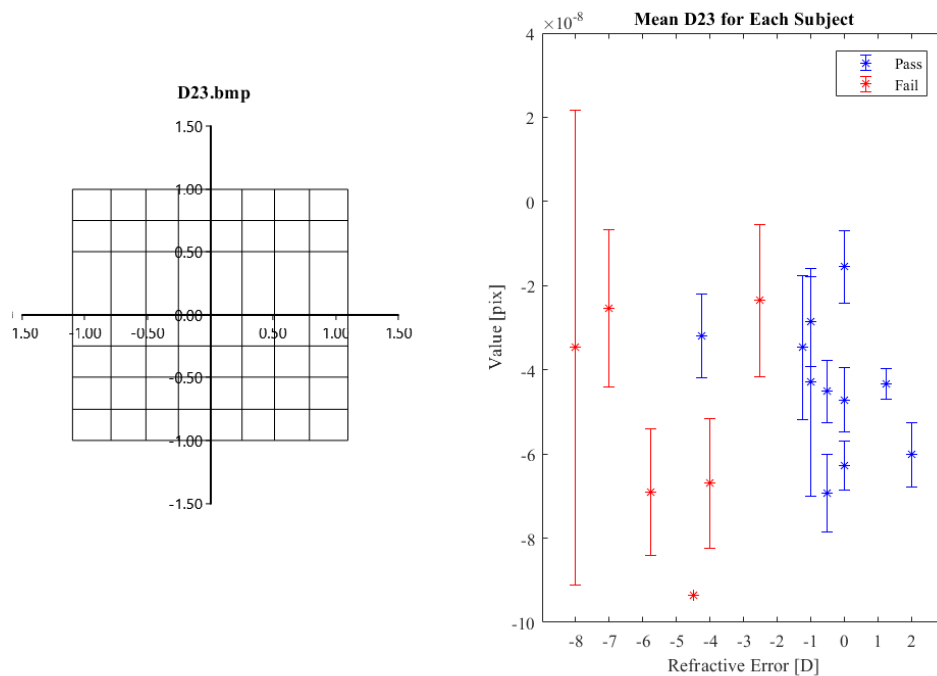 D23.bmp
1.50
1.00
0.50
0.00
1.50 -1.00 -0.50 0.50 1.00 1.50
-0.50
-1.00
-1.50
×10⁻⁸ Mean D23 for Each Subject
4
2
0
-2
-4
-6
-8
-10
Value [pix]
Pass
Fail
-8 -7 -6 -5 -4 -3 -2 -1 0 1 2
Refractive Error [D]